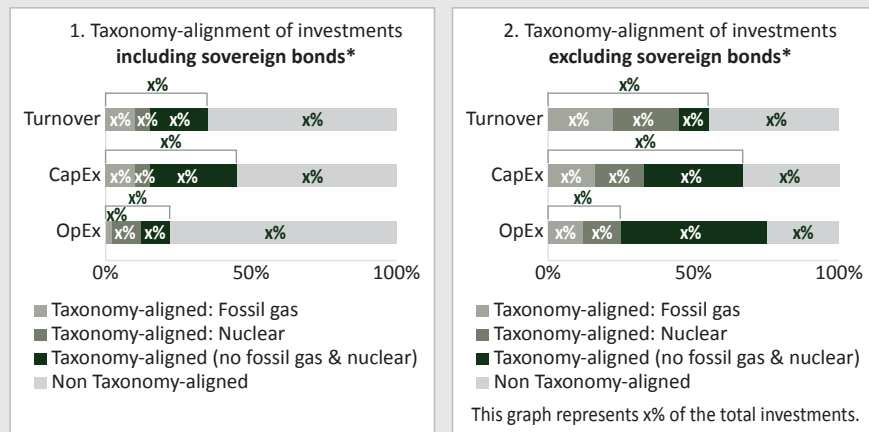 1. Taxonomy-alignment of investments
including sovereign bonds*
x%
Turnover x% x% x% x%
x%
CapEx x% x% x% x%
x%
x%
OpEx x% x% x%
0% 50% 100%
Taxonomy-aligned: Fossil gas
Taxonomy-aligned: Nuclear
Taxonomy-aligned (no fossil gas & nuclear)
Non Taxonomy-aligned
2. Taxonomy-alignment of investments
excluding sovereign bonds*
x%
Turnover x% x% x% x%
x%
CapEx x% x% x% x%
x%
OpEx x% x% x% x%
0% 50% 100%
Taxonomy-aligned: Fossil gas
Taxonomy-aligned: Nuclear
Taxonomy-aligned (no fossil gas & nuclear)
Non Taxonomy-aligned
This graph represents x% of the total investments.